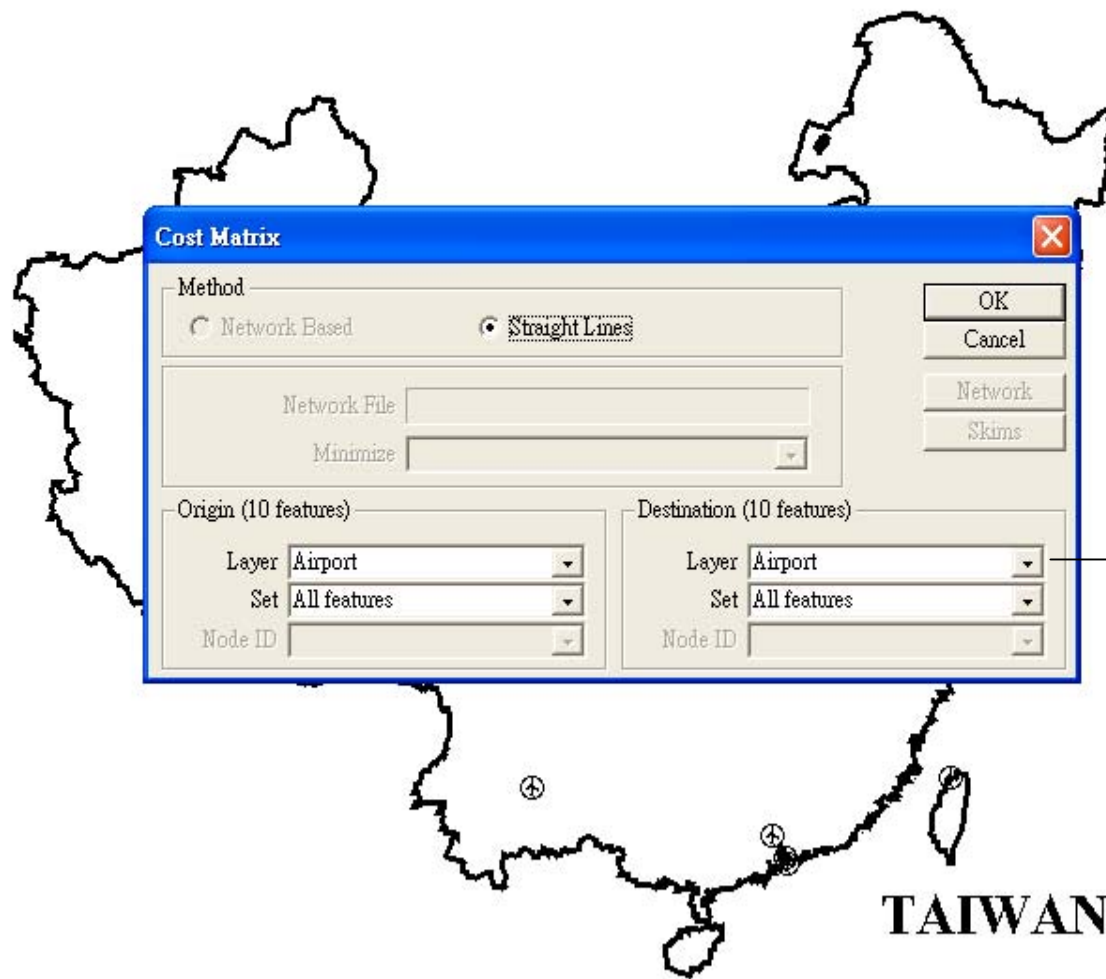 Cost Matrix
Method
Network Based
Straight Lines
OK
Cancel
Network File
Minimize
Network
Skims
Origin (10 features)
Layer Airport
Set All features
Node ID
Destination (10 features)
Layer Airport
Set All features
Node ID
TAIWAN